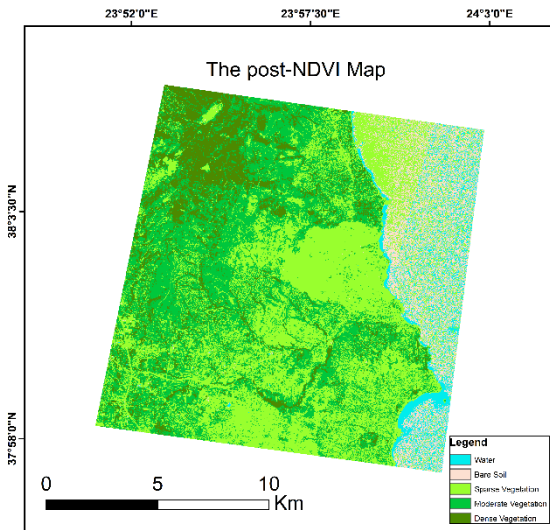 23°52'0"E
23°57'30"E
24°3'0"E
The post-NDVI Map
38°3'30"N
37°58'0"N
0
5
10
Km
Legend
Water
Bare Soil
Sparse Vegetation
Moderate Vegetation
Dense Vegetation